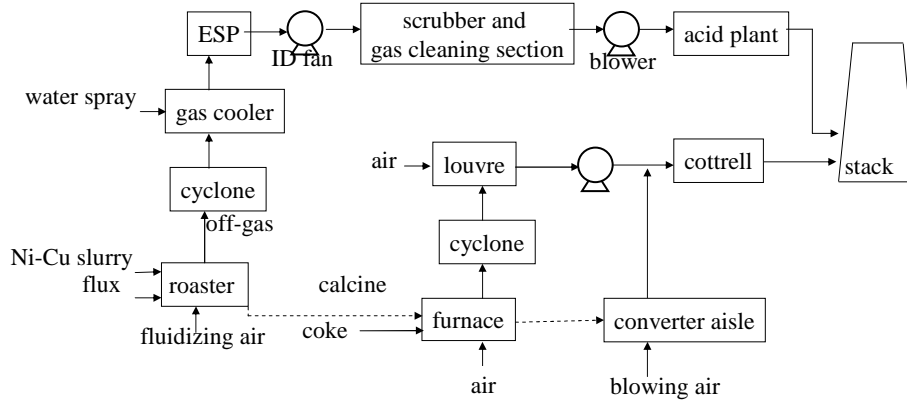 ESP
ID fan
scrubber and
gas cleaning section
blower
acid plant
water spray
gas cooler
air
louvre
cottrell
stack
cyclone
off-gas
cyclone
Ni-Cu slurry
flux
roaster
calcine
coke
furnace
converter aisle
fluidizing air
air
blowing air